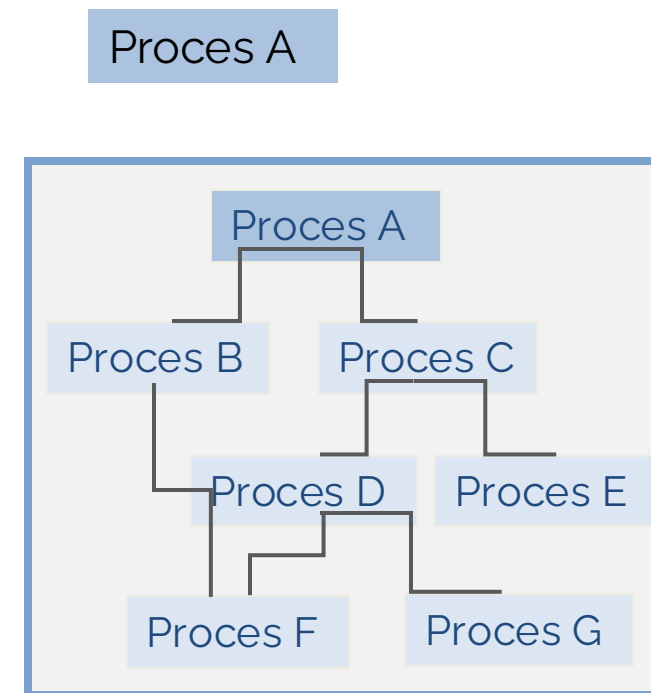 Proces A
Proces A
Proces B
Proces C
Proces D
Proces E
Proces F
Proces G